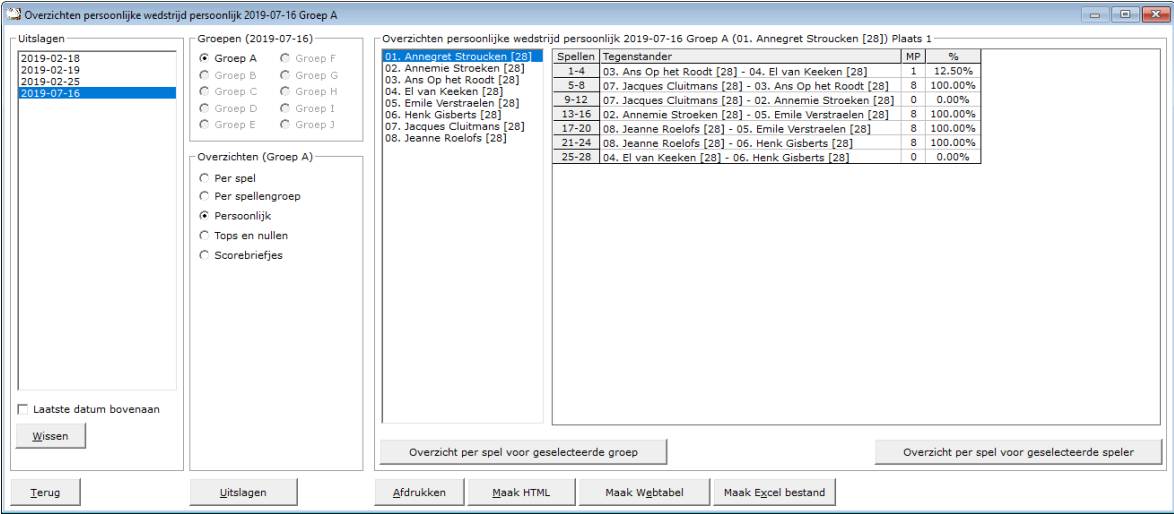 Overzichten persoonlijke wedstrijd persoonlijk 2019-07-16 Groep A
Uitslagen
2019-02-18
2019-02-19
2019-02-25
2019-07-16
Laatste datum bovenaan
Wissen
Groepen (2019-07-16)
Groep A Groep F
Groep B Groep G
Groep C Groep H
Groep D Groep I
Groep E Groep J
Overzichten (Groep A)
Per spel
Per spellengroep
Persoonlijk
Tops en nullen
Scorebriefjes
Overzichten persoonlijke wedstrijd persoonlijk 2019-07-16 Groep A (01. Annegret Stroucken [28]) Plaats 1
01. Annegret Stroucken [28]
02. Annemie Stroeken [28]
03. Ans Op het Roodt [28]
04. El van Keeken [28]
05. Emile Verstraelen [28]
06. Henk Gisberts [28]
07. Jacques Cluitmans [28]
08. Jeanne Roelofs [28]
Spellen Tegenstander MP %
1-4 03. Ans Op het Roodt [28] - 04. El van Keeken [28] 1 12.50%
5-8 07. Jacques Cluitmans [28] - 03. Ans Op het Roodt [28] 8 100.00%
9-12 07. Jacques Cluitmans [28] - 02. Annemie Stroeken [28] 0 0.00%
13-16 02. Annemie Stroeken [28] - 05. Emile Verstraelen [28] 8 100.00%
17-20 08. Jeanne Roelofs [28] - 05. Emile Verstraelen [28] 8 100.00%
21-24 08. Jeanne Roelofs [28] - 06. Henk Gisberts [28] 8 100.00%
25-28 04. El van Keeken [28] - 06. Henk Gisberts [28] 0 0.00%
Overzicht per spel voor geselecteerde groep
Overzicht per spel voor geselecteerde speler
Terug
Uitslagen
Afdrukken
Maak HTML
Maak Webtabel
Maak Excel bestand